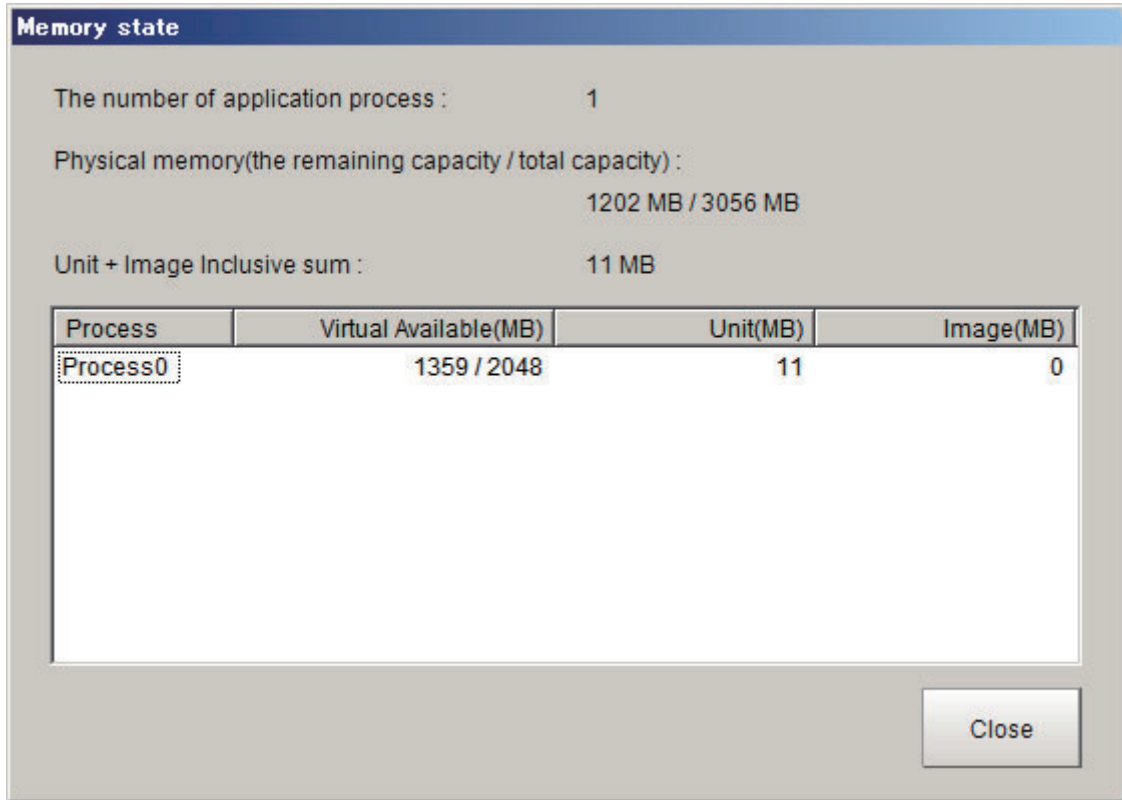 Memory state
The number of application process : 1
Physical memory(the remaining capacity / total capacity) :
1202 MB / 3056 MB
Unit + Image Inclusive sum : 11 MB
Process Virtual Available(MB) Unit(MB) Image(MB)
Process0 1359 / 2048 11 0
Close